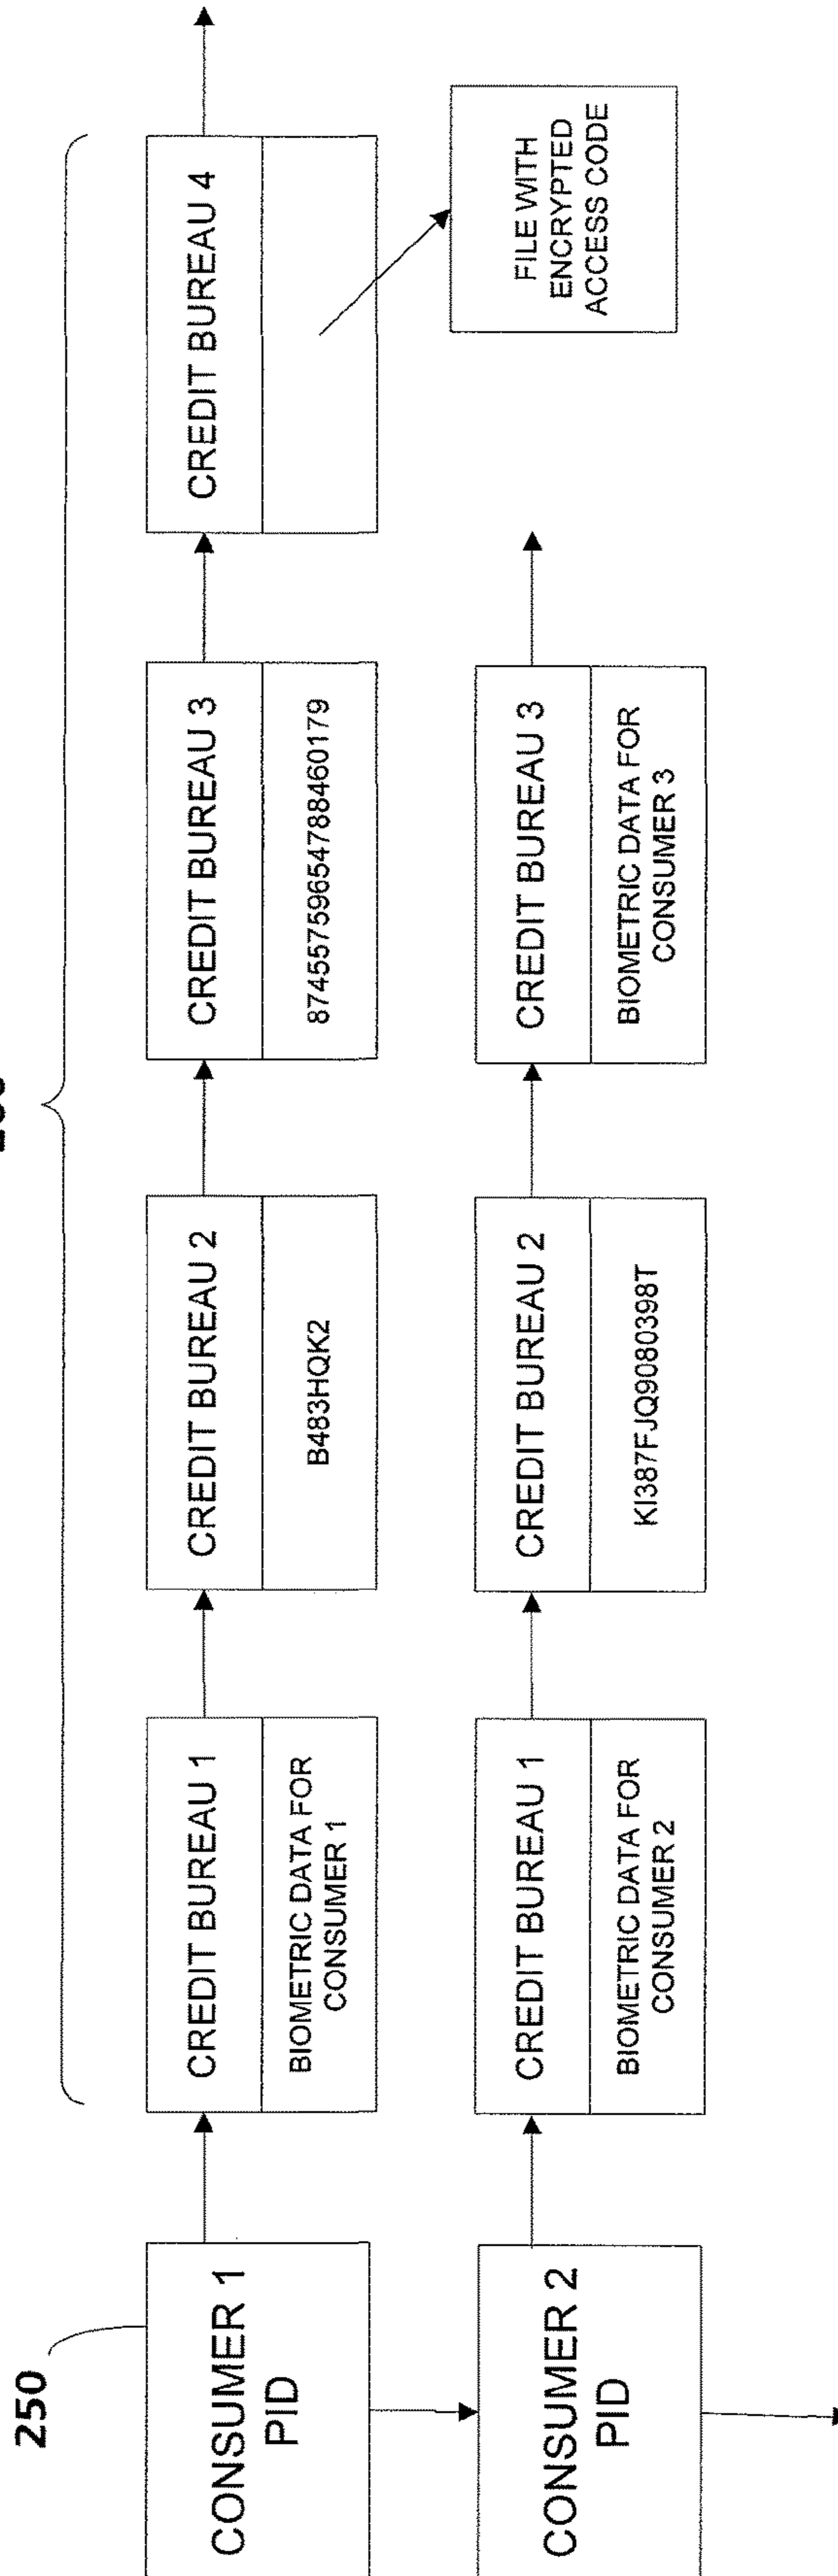 250
CONSUMER 1
PID
CREDIT BUREAU 1
BIOMETRIC DATA FOR
CONSUMER 1
CREDIT BUREAU 2
B483HQK2
CREDIT BUREAU 3
87455759654788460179
CREDIT BUREAU 4
FILE WITH
ENCRYPTED
ACCESS CODE
CONSUMER 2
PID
CREDIT BUREAU 1
BIOMETRIC DATA FOR
CONSUMER 2
CREDIT BUREAU 2
KI387FJQ9080398T
CREDIT BUREAU 3
BIOMETRIC DATA FOR
CONSUMER 3